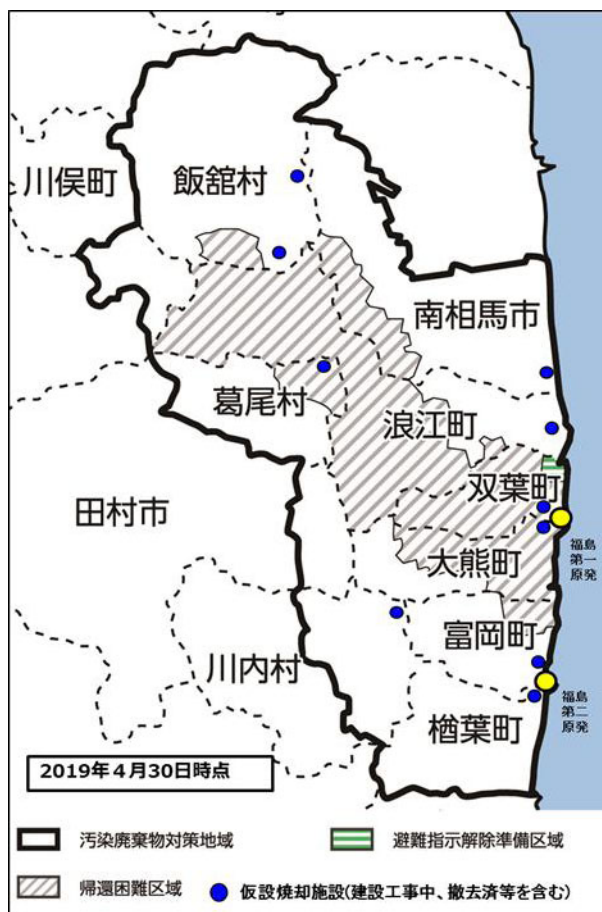 川俣町
飯舘村
南相馬市
葛尾村
浪江町
田村市
双葉町
福島
第一
原発
大熊町
富岡町
川内村
福島
第二
原発
楢葉町
2019年4月30日時点
汚染廃棄物対策地域
避難指示解除準備区域
帰還困難区域
仮設焼却施設(建設工事中、撤去済等を含む)